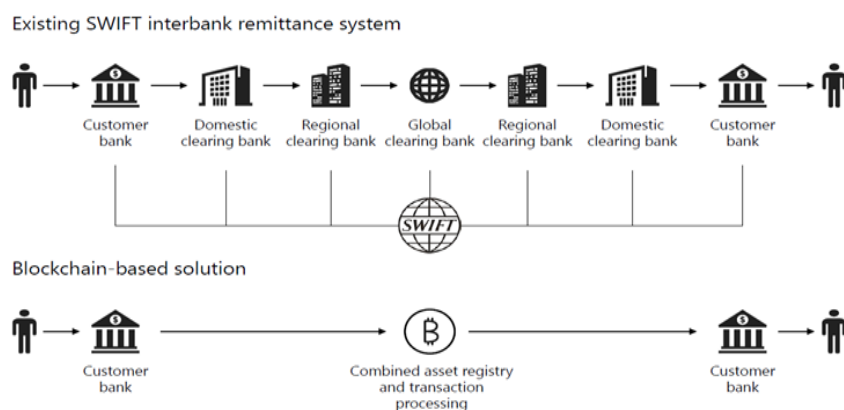 Existing SWIFT interbank remittance system
Customer
bank
Domestic
clearing bank
Regional
clearing bank
Global
clearing bank
Regional
clearing bank
Domestic
clearing bank
Customer
bank
SWIFT
Blockchain-based solution
Customer
bank
Combined asset registry
and transaction
processing
Customer
bank